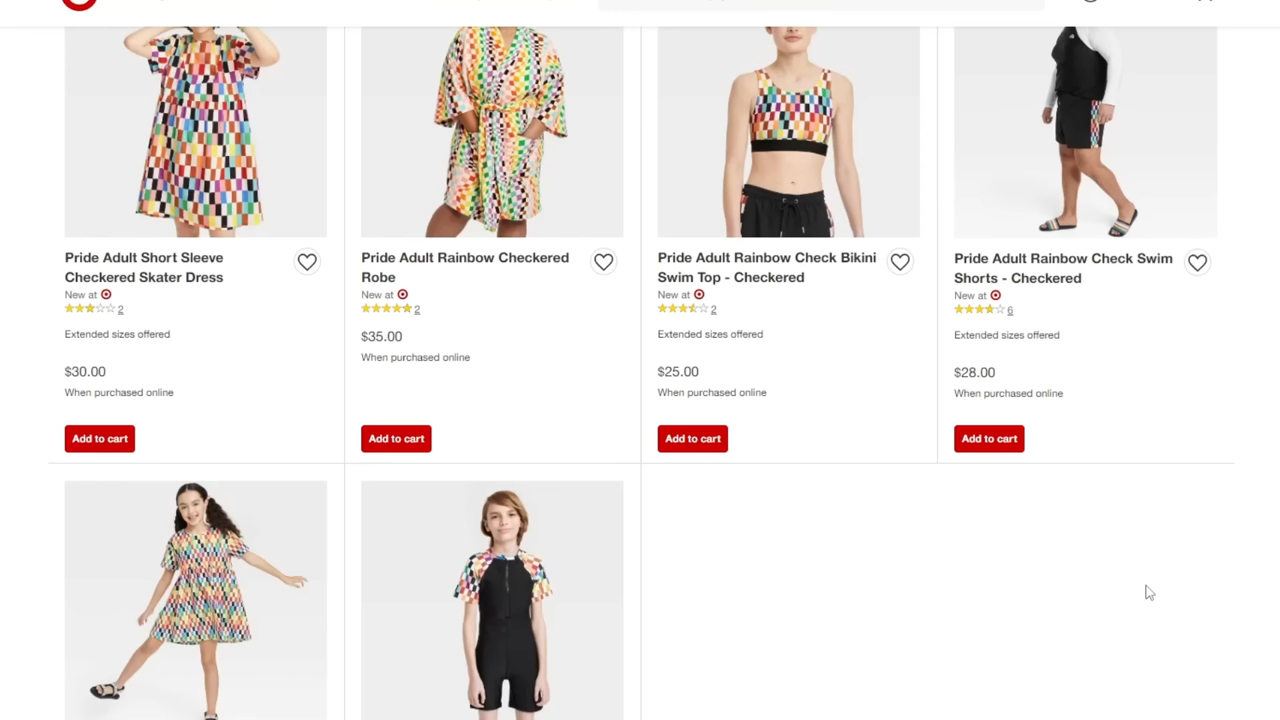 Pride Adult Short Sleeve
Checkered Skater Dress
New at
2
Extended sizes offered
$30.00
When purchased online
Add to cart
Pride Adult Rainbow Checkered
Robe
New at
2
$35.00
When purchased online
Add to cart
Pride Adult Rainbow Check Bikini
Swim Top - Checkered
New at
2
Extended sizes offered
$25.00
When purchased online
Add to cart
Pride Adult Rainbow Check Swim
Shorts - Checkered
New at
6
Extended sizes offered
$28.00
When purchased online
Add to cart